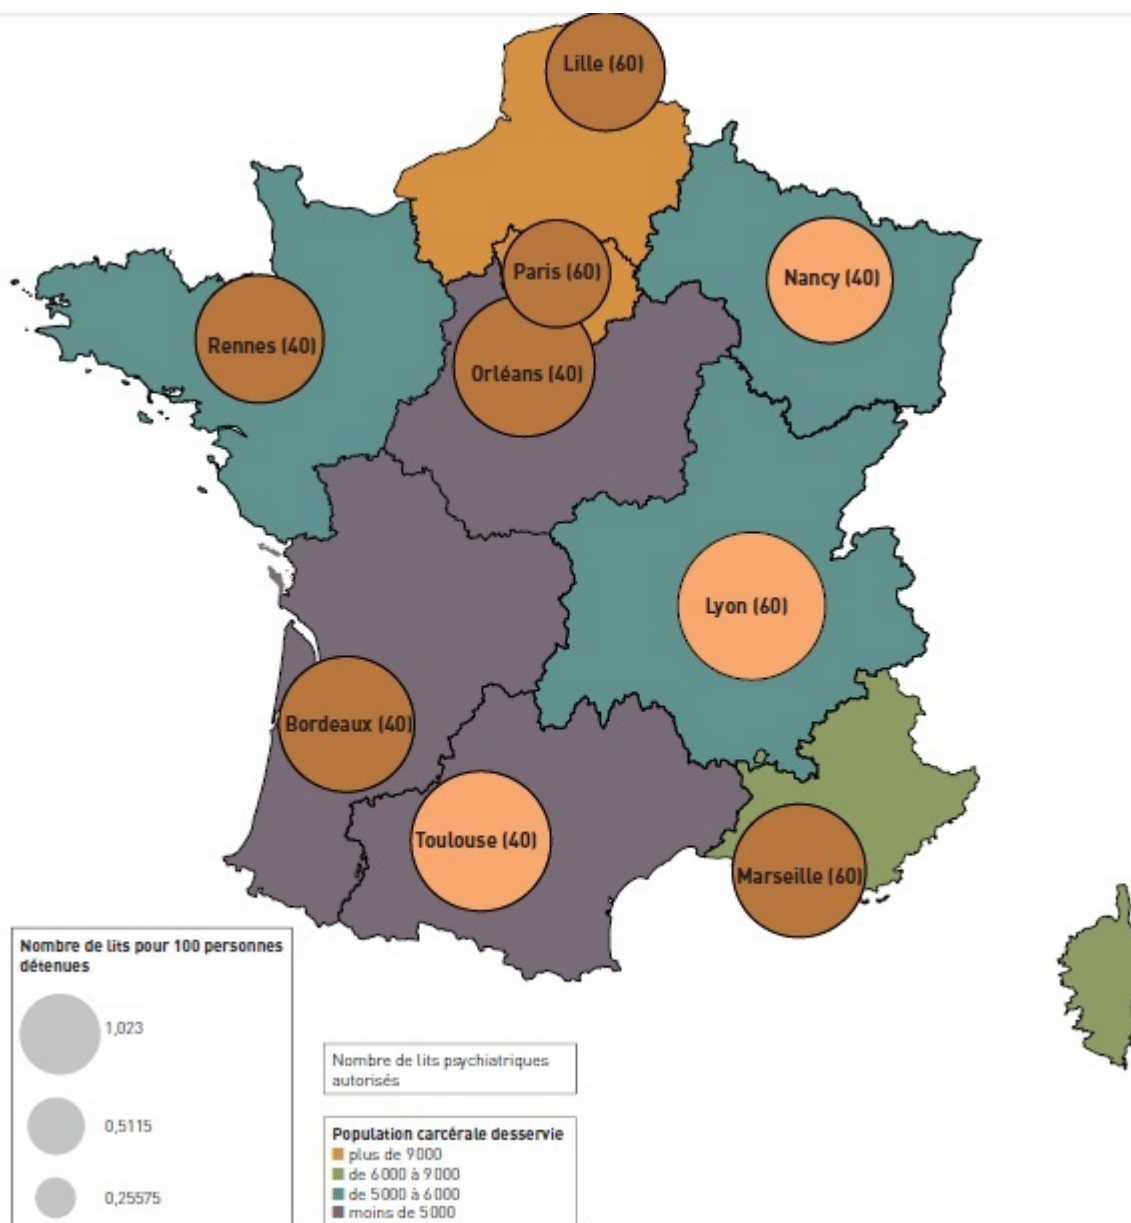 Lille (60)
Paris (60)
Nancy (40)
Rennes (40)
Orléans (40)
Lyon (60)
Bordeaux (40)
Toulouse (40)
Marseille (60)
Nombre de lits pour 100 personnes
détenues
1,023
0,5115
0,25575
Nombre de lits psychiatriques
autorisés
Population carcérale desservie
plus de 9000
de 6000 à 9000
de 5000 à 6000
moins de 5000